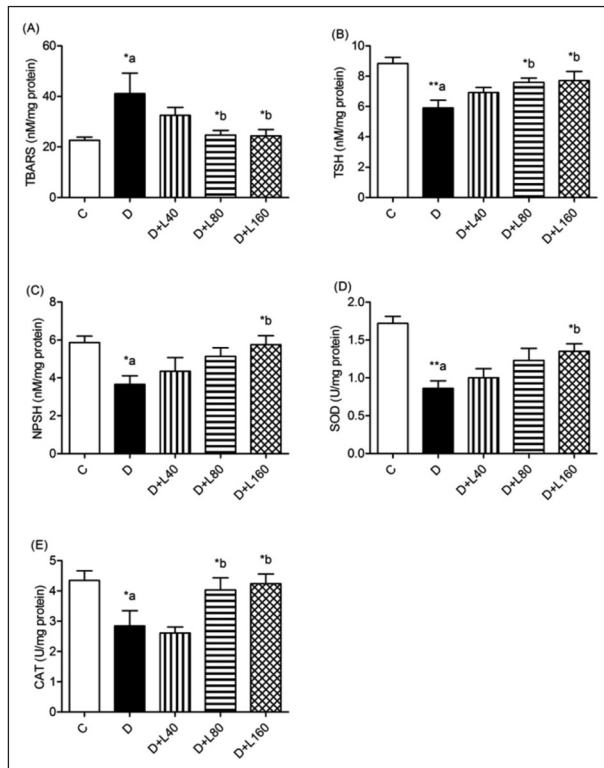 (A)
TBARS (nM/mg protein)
60
40
20
0
*a
*b
*b
C
D
D+L40
D+L80
D+L160
(B)
TSH (nM/mg protein)
10
8
6
4
2
0
**a
*b
*b
C
D
D+L40
D+L80
D+L160
(C)
NPSH (nM/mg protein)
8
6
4
2
0
*a
*b
C
D
D+L40
D+L80
D+L160
(D)
SOD (U/mg protein)
2.0
1.5
1.0
0.5
0.0
**a
*b
C
D
D+L40
D+L80
D+L160
(E)
CAT (U/mg protein)
5
4
3
2
1
0
*a
*b
*b
C
D
D+L40
D+L80
D+L160